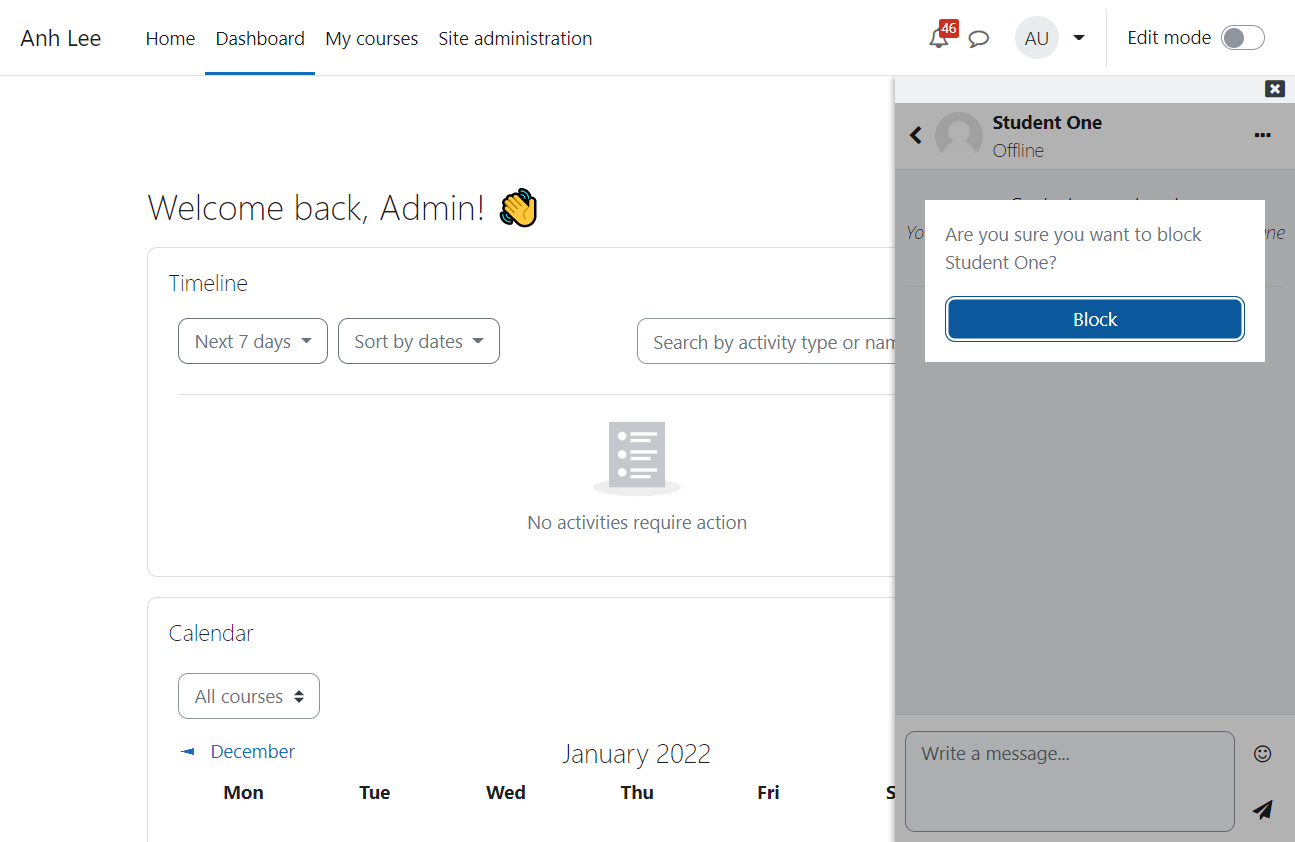 Anh Lee
Home Dashboard My courses Site administration
46
AU
Edit mode
Student One
Offline
Are you sure you want to block
Student One?
Block
Write a message...
Welcome back, Admin!
Timeline
Next 7 days
Sort by dates
Search by activity type or nam
No activities require action
Calendar
All courses
December
January 2022
Mon Tue Wed Thu Fri S